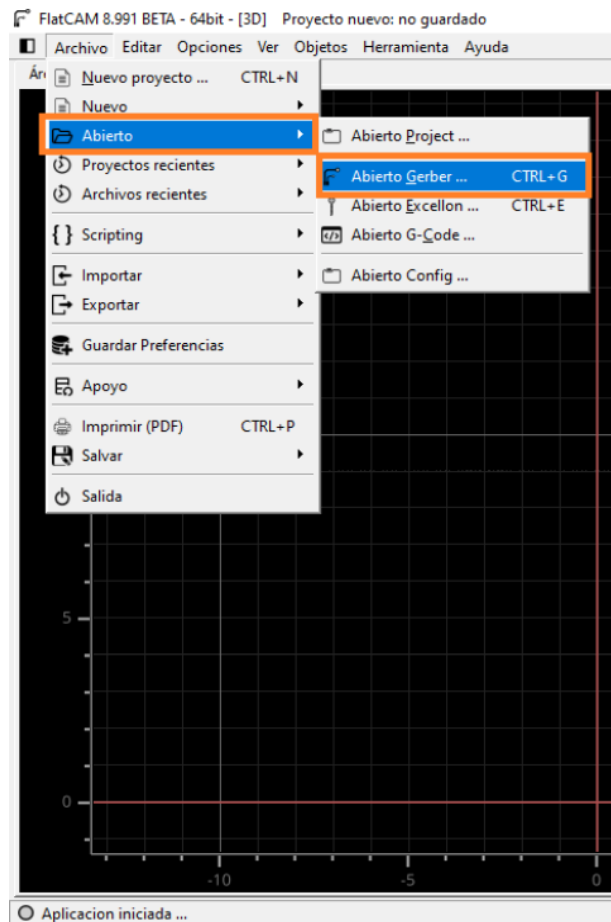 FlatCAM 8.991 BETA - 64bit - [3D] Proyecto nuevo: no guardado
Archivo Editar Opciones Ver Objetos Herramienta Ayuda
Nuevo proyecto ... CTRL+N
Nuevo
Abierto
Abierto Project ...
Proyectos recientes
Abierto Gerber ... CTRL+G
Archivos recientes
Abierto Excellon ... CTRL+E
{ } Scripting
Abierto G-Code ...
Importar
Abierto Config ...
Exportar
Guardar Preferencias
Apoyo
Imprimir (PDF) CTRL+P
Salvar
Salida
5
0
-10 -5 0
Aplicacion iniciada ...